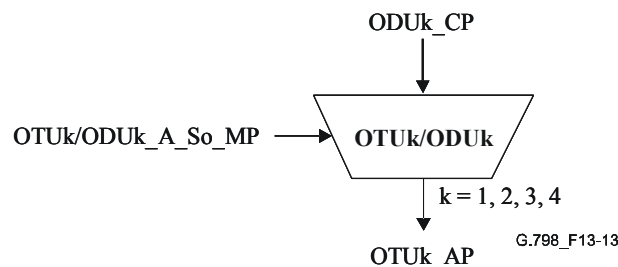 ODUk_CP
OTUk/ODUk_A_So_MP
OTUk/ODUk
k = 1, 2, 3, 4
G.798_F13-13
OTUk_AP